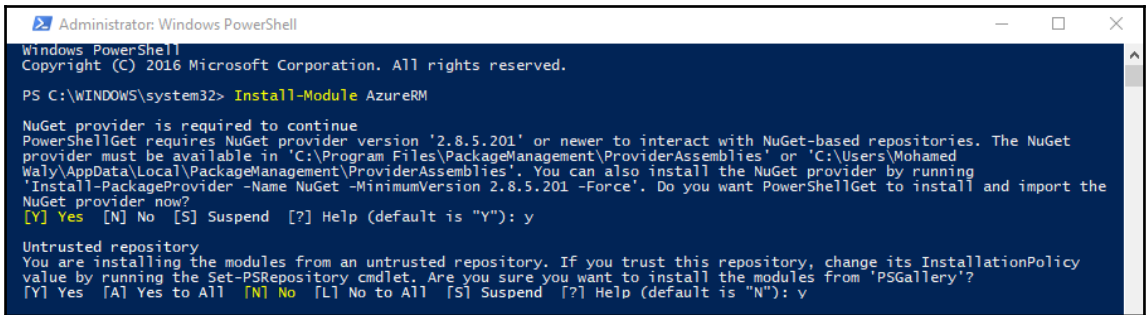 Administrator: Windows PowerShell
Windows PowerShell
Copyright (C) 2016 Microsoft Corporation. All rights reserved.
PS C:\WINDOWS\system32> Install-Module AzureRM
NuGet provider is required to continue
PowerShellGet requires NuGet provider version '2.8.5.201' or newer to interact with NuGet-based repositories. The NuGet
provider must be available in 'C:\Program Files\PackageManagement\ProviderAssemblies' or 'C:\Users\Mohamed
Waly\AppData\Local\PackageManagement\ProviderAssemblies'. You can also install the NuGet provider by running
'Install-PackageProvider -Name NuGet -MinimumVersion 2.8.5.201 -Force'. Do you want PowerShellGet to install and import the
NuGet provider now?
[Y] Yes  [N] No  [S] Suspend  [?] Help (default is "Y"): y
Untrusted repository
You are installing the modules from an untrusted repository. If you trust this repository, change its InstallationPolicy
value by running the Set-PSRepository cmdlet. Are you sure you want to install the modules from 'PSGallery'?
[Y] Yes  [A] Yes to All  [N] No  [L] No to All  [S] Suspend  [?] Help (default is "N"): y